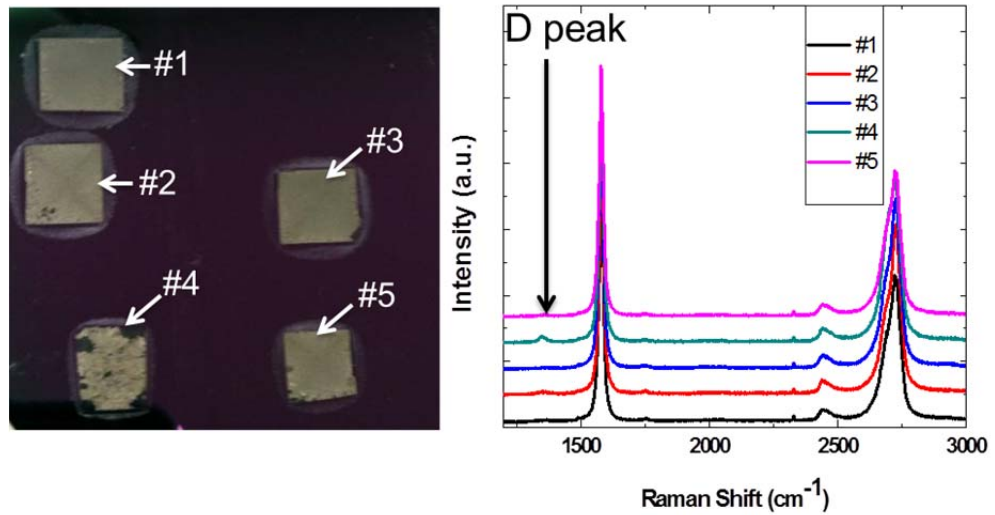 #1
#2
#3
#4
#5
D peak
#1
#2
#3
#4
#5
Intensity (a.u.)
1500 2000 2500 3000
Raman Shift (cm⁻¹)